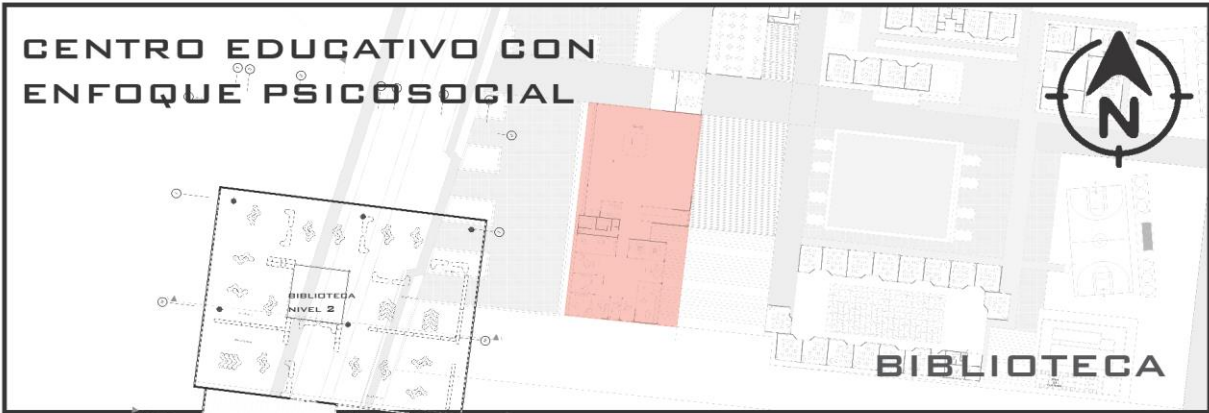 CENTRO EDUCATIVO CON
ENFOQUE PSICOSOCIAL
N
BIBLIOTECA
NIVEL 2
BIBLIOTECA